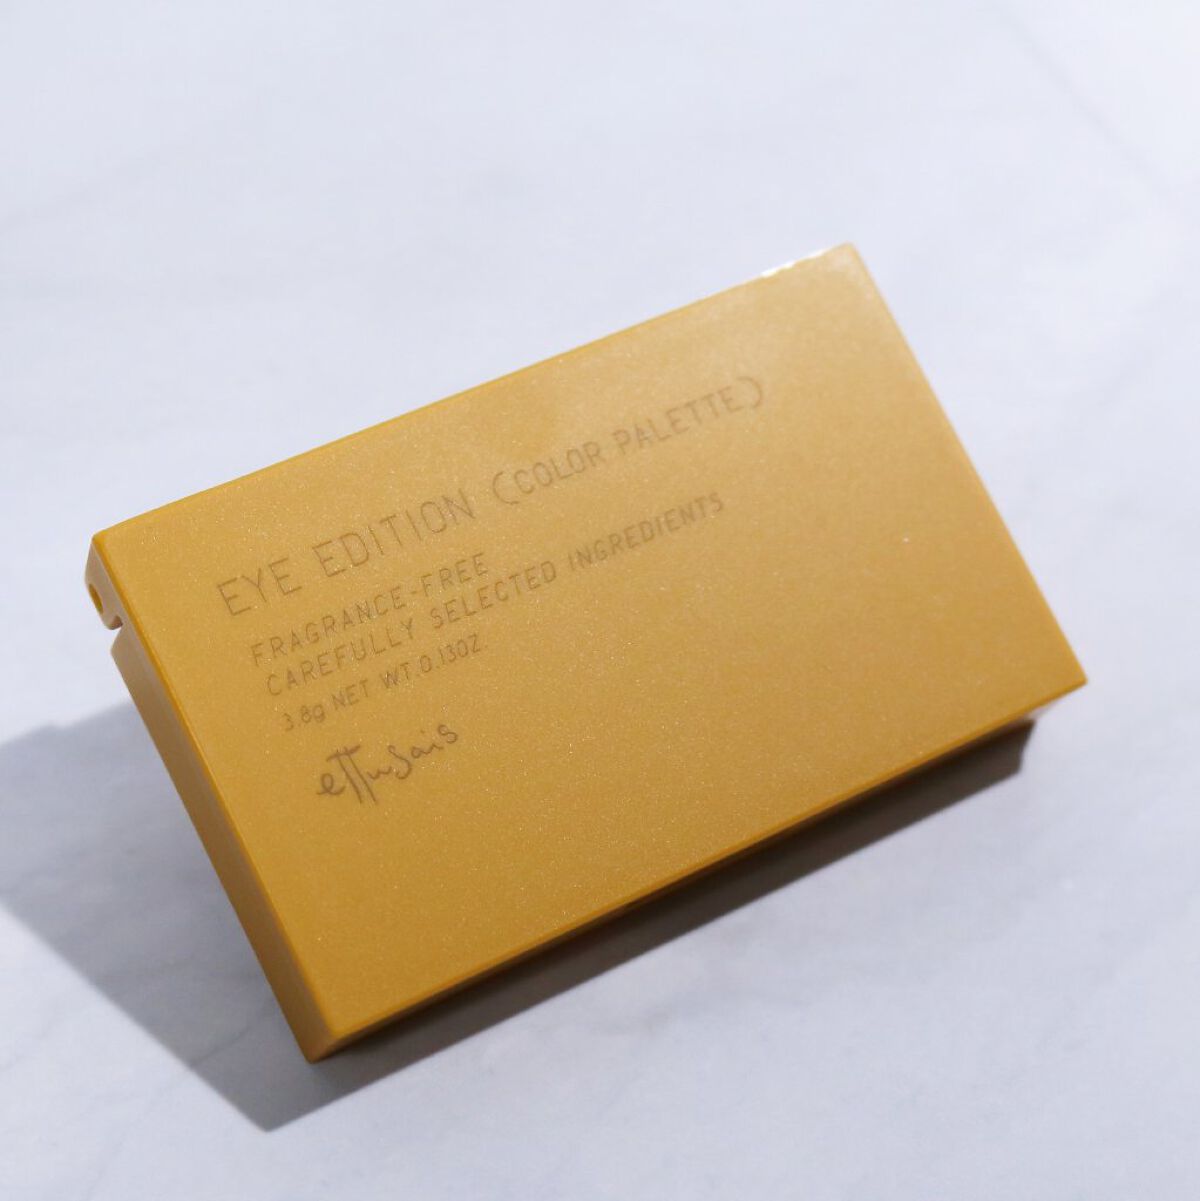 EYE EDITION (COLOR PALETTE)
FRAGRANCE-FREE
CAREFULLY SELECTED INGREDIENTS
3.8g NET WT.0.13OZ.
ettusais